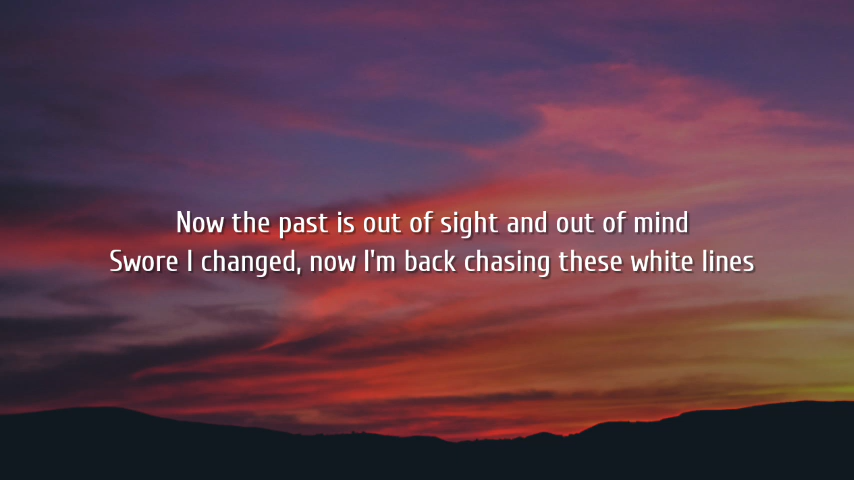 Now the past is out of sight and out of mind
Swore I changed, now I'm back chasing these white lines